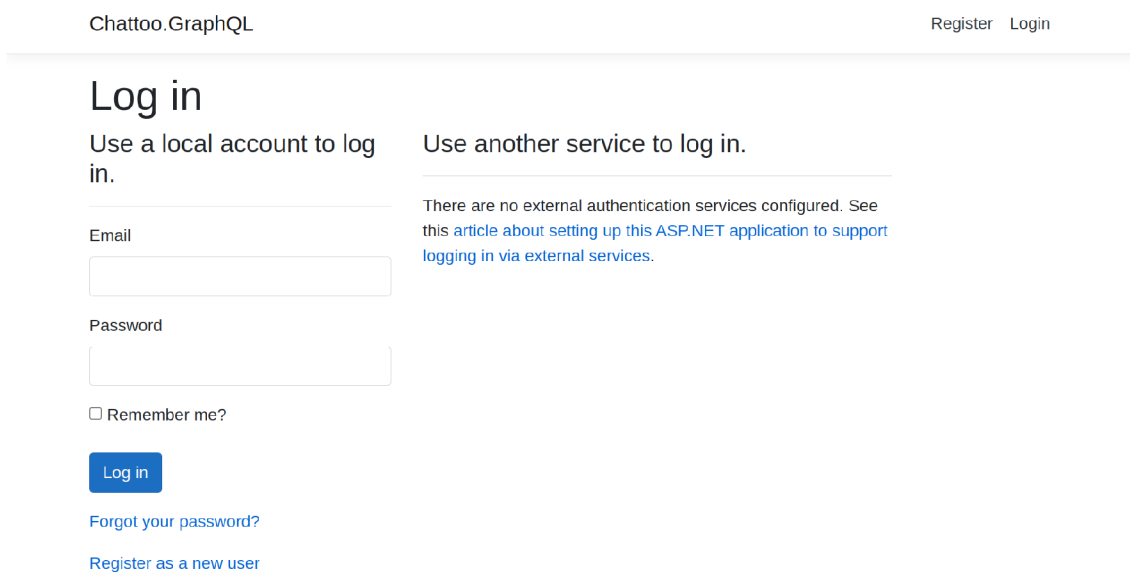 Chattoo.GraphQL
Register Login
Log in
Use a local account to log
in.
Email
Password
Remember me?
Log in
Forgot your password?
Register as a new user
Use another service to log in.
There are no external authentication services configured. See
this article about setting up this ASP.NET application to support
logging in via external services.